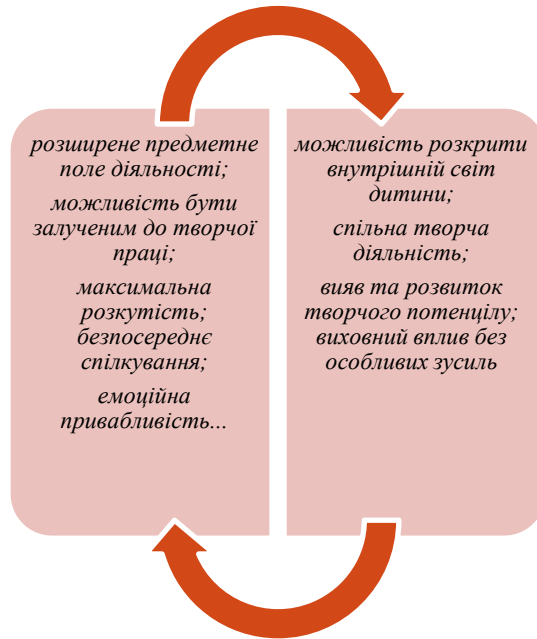 розширене предметне
поле діяльності;
можливість бути
залученим до творчої
праці;
максимальна
розкутість;
безпосереднє
спілкування;
емоційна
привабливість...
можливість розкрити
внутрішній світ
дитини;
спільна творча
діяльність;
вияв та розвиток
творчого потенцілу;
виховний вплив без
особливих зусиль